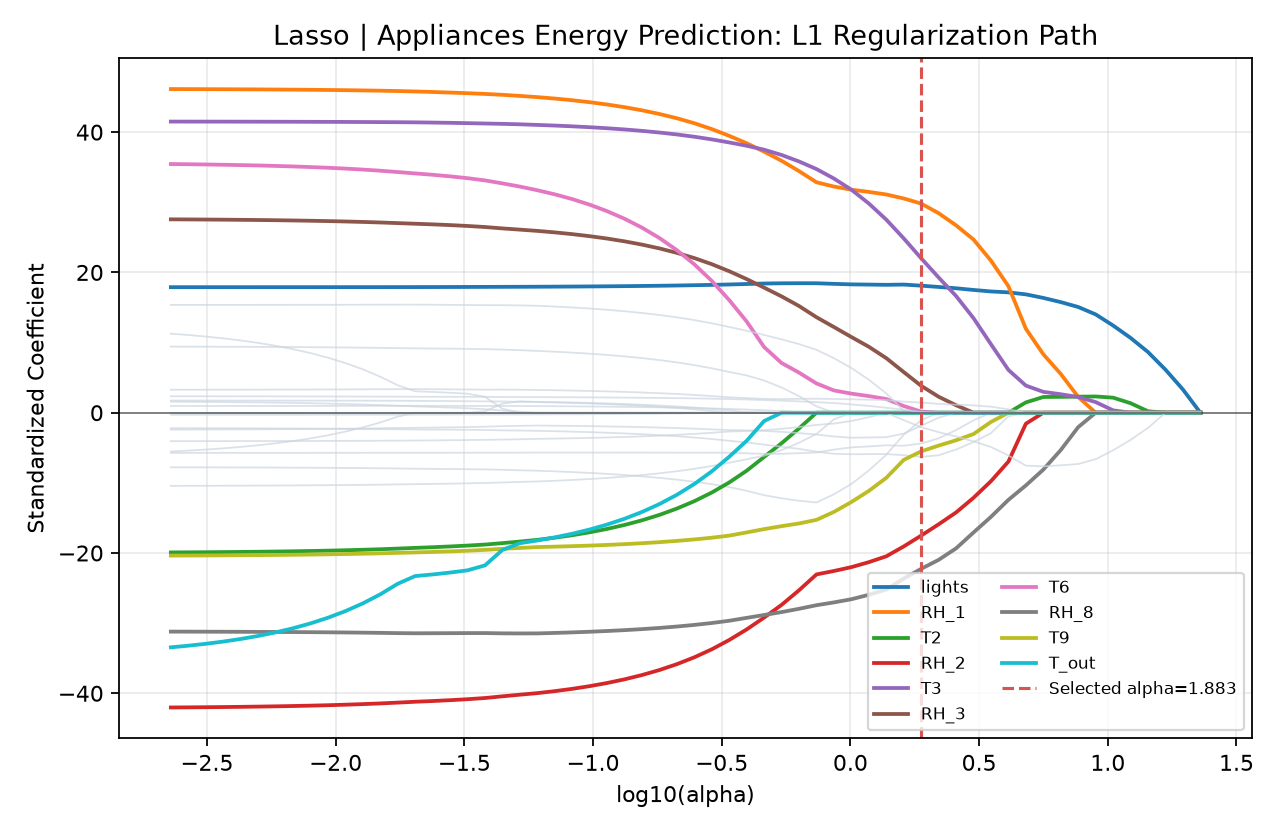 Lasso | Appliances Energy Prediction: L1 Regularization Path
Standardized Coefficient
40
20
0
−20
−40
−2.5
−2.0
−1.5
−1.0
−0.5
0.0
0.5
1.0
1.5
log10(alpha)
lights
RH_1
T2
RH_2
T3
RH_3
T6
RH_8
T9
T_out
Selected alpha=1.883